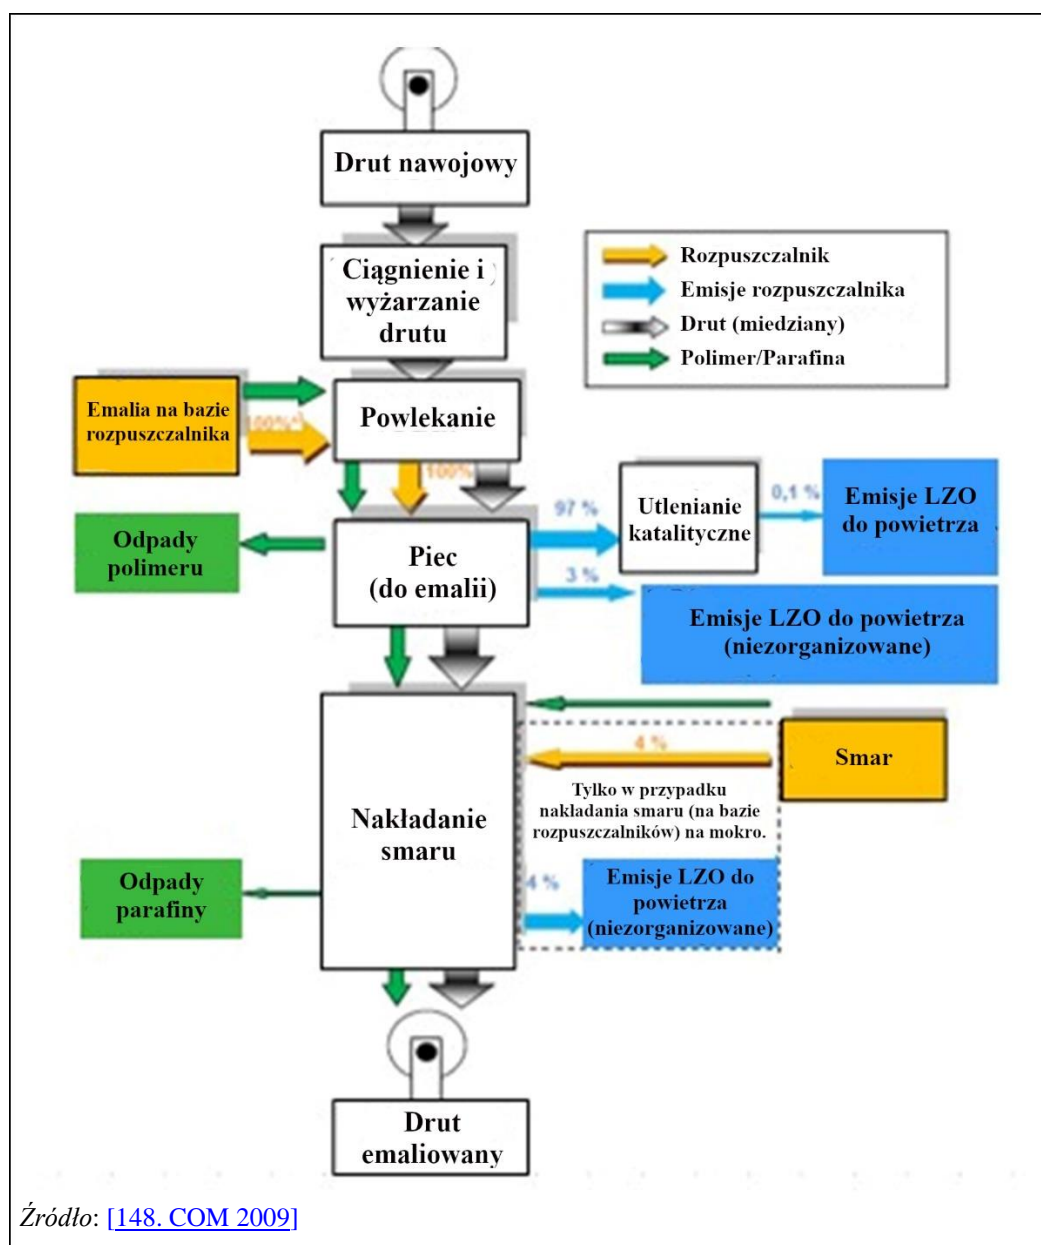 Drut nawojowy
Ciągnienie i
wyżarzanie
drutu
Rozpuszczalnik
Emisje rozpuszczalnika
Drut (miedziany)
Polimer/Parafina
Emalia na bazie
rozpuszczalnika
100%
Powlekanie
100%
Odpady
polimeru
Piec
(do emalii)
97 %
Utlenianie
katalityczne
0,1 %
Emisje LZO
do powietrza
3 %
Emisje LZO do powietrza
(niezorganizowane)
Nakładanie
smaru
4 %
Smar
Tylko w przypadku
nakładania smaru (na bazie
rozpuszczalników) na mokro.
Odpady
parafiny
4 %
Emisje LZO do
powietrza
(niezorganizowane)
Drut
emaliowany
Źródło: [148. COM 2009]